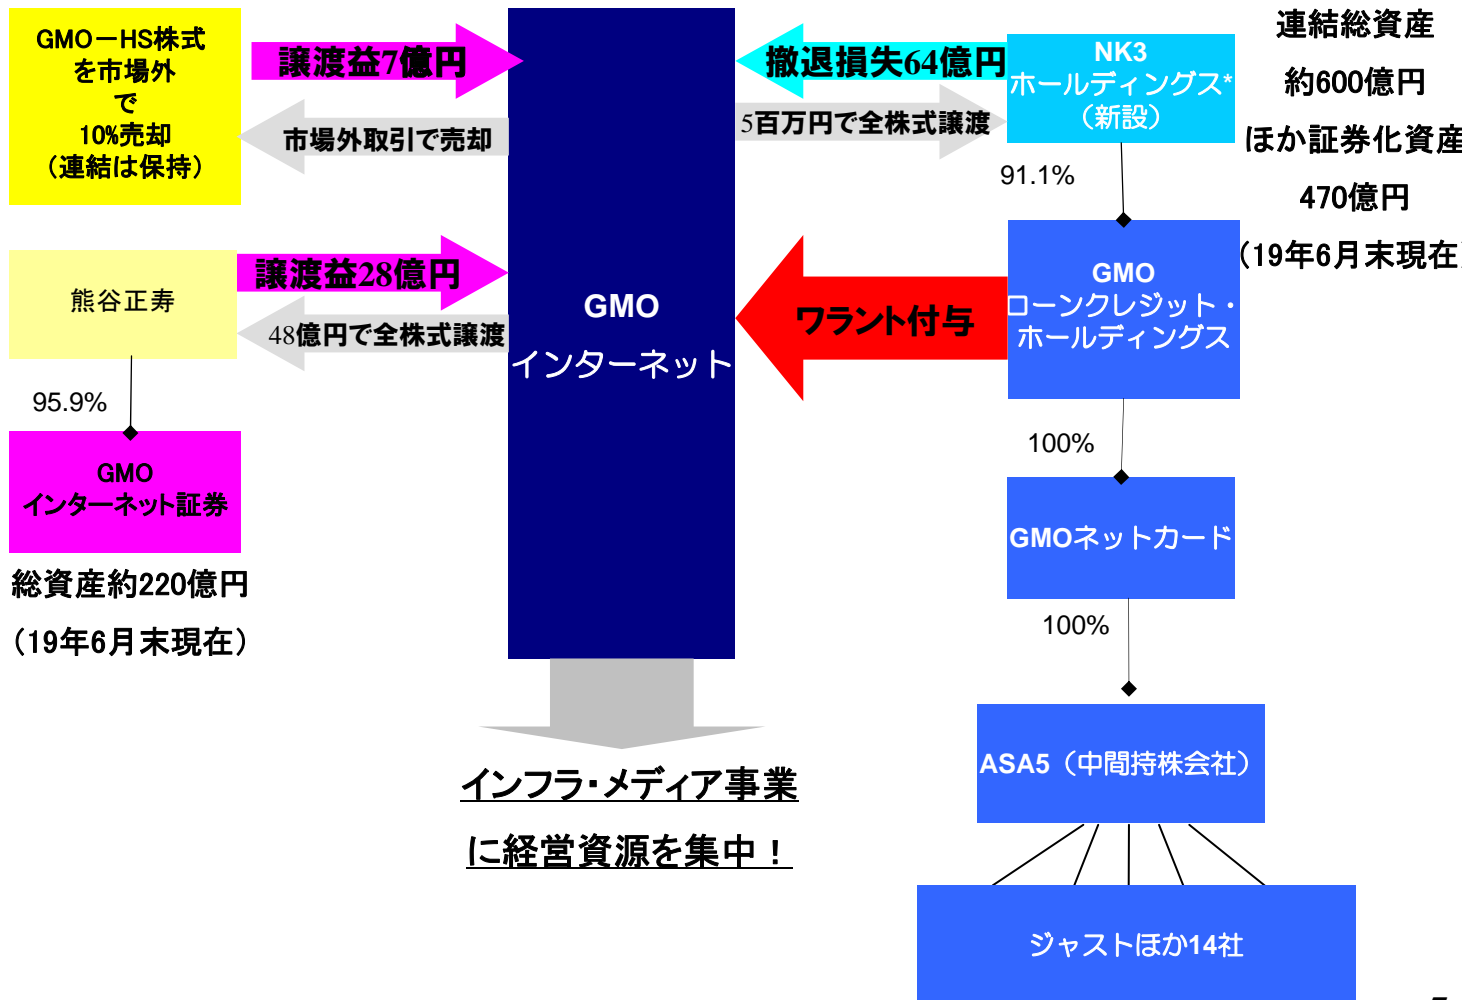 GMO－HS株式
を市場外
で
10%売却
（連結は保持）
譲渡益7億円
市場外取引で売却
熊谷正寿
譲渡益28億円
48億円で全株式譲渡
95.9%
GMO
インターネット証券
総資産約220億円
（19年6月末現在）
GMO
インターネット
インフラ・メディア事業
に経営資源を集中！
撤退損失64億円
5百万円で全株式譲渡
NK3
ホールディングス*
（新設）
連結総資産
約600億円
ほか証券化資産
470億円
（19年6月末現在）
91.1%
ワラント付与
GMO
ローンクレジット・
ホールディングス
100%
GMOネットカード
100%
ASA5（中間持株会社）
ジャストほか14社